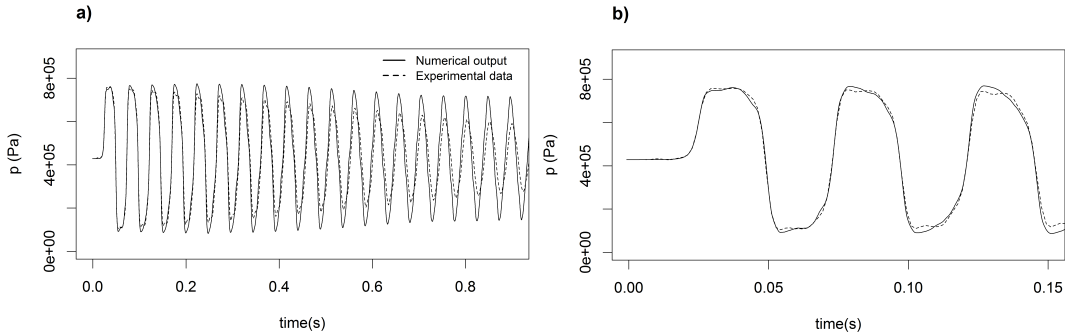 a)
Numerical output
Experimental data
p (Pa)
0e+00 4e+05 8e+05
0.0 0.2 0.4 0.6 0.8
time(s)
b)
p (Pa)
0e+00 4e+05 8e+05
0.00 0.05 0.10 0.15
time(s)